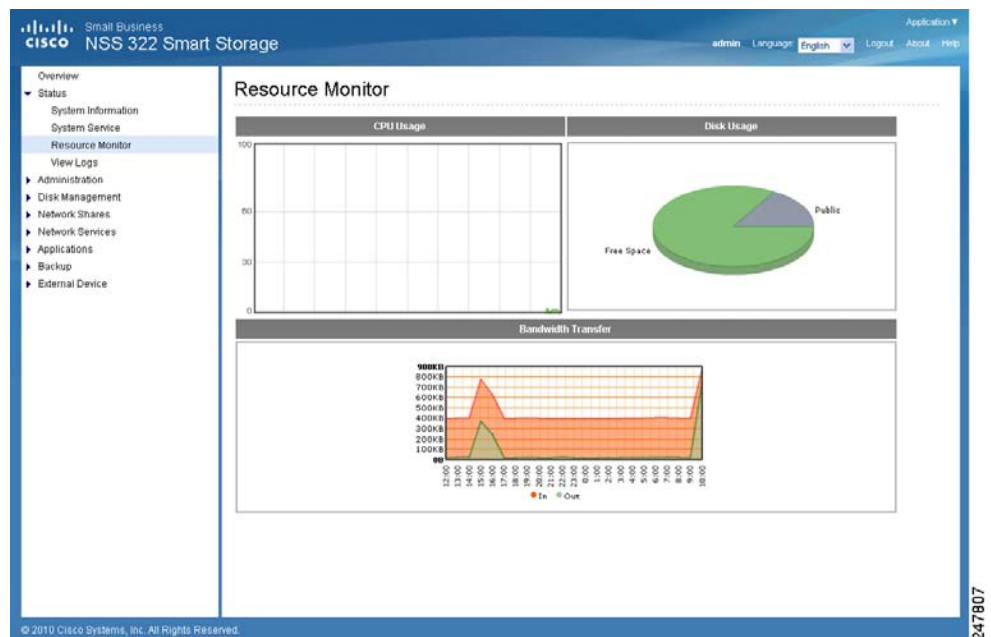 Small Business
CISCO NSS 322 Smart Storage
Application
admin Language English Logout About Help
Overview
Status
System Information
System Service
Resource Monitor
View Logs
Administration
Disk Management
Network Shares
Network Services
Applications
Backup
External Device
Resource Monitor
CPU Usage
100
60
30
0
Disk Usage
Public
Free Space
Bandwidth Transfer
900KB
800KB
700KB
600KB
500KB
400KB
300KB
200KB
100KB
0B
12:00
13:00
14:00
15:00
16:00
17:00
18:00
19:00
20:00
21:00
22:00
23:00
0:00
1:00
2:00
3:00
4:00
5:00
6:00
7:00
8:00
9:00
10:00
In Out
© 2010 Cisco Systems, Inc. All Rights Reserved.
247807